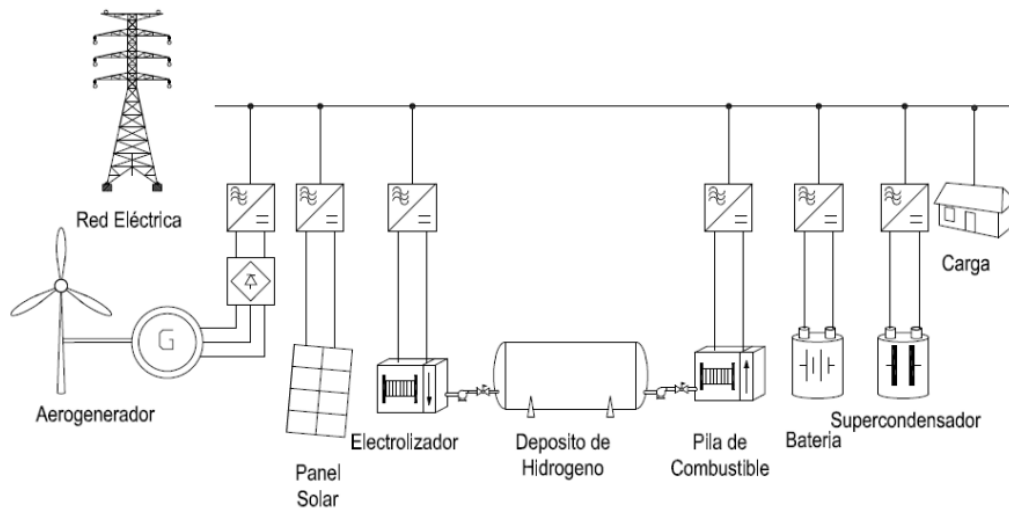 Red Eléctrica
Carga
G
Aerogenerador
Electrolizador
Deposito de
Hidrogeno
Pila de
Combustible
Bateria
Supercondensador
Panel
Solar